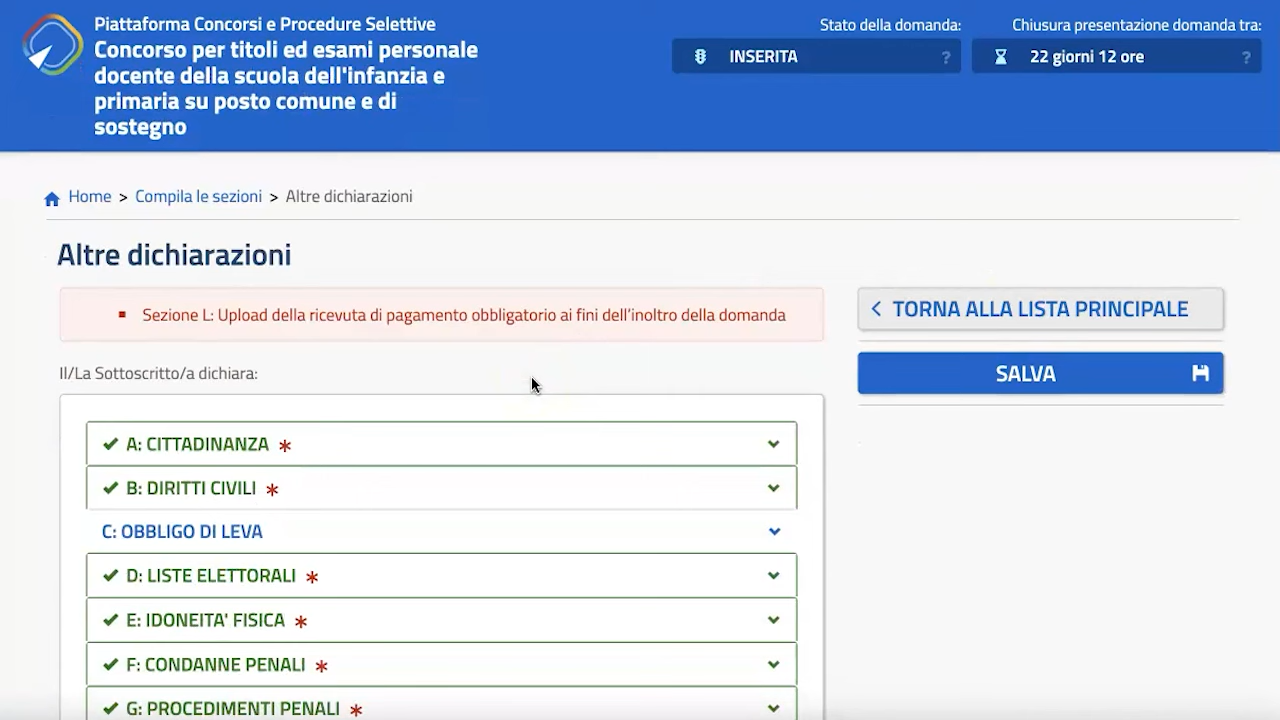 Piattaforma Concorsi e Procedure Selettive
Concorso per titoli ed esami personale
docente della scuola dell'infanzia e
primaria su posto comune e di
sostegno
Stato della domanda:
INSERITA ?
Chiusura presentazione domanda tra:
22 giorni 12 ore ?
Home > Compila le sezioni > Altre dichiarazioni
Altre dichiarazioni
Sezione L: Upload della ricevuta di pagamento obbligatorio ai fini dell'inoltro della domanda
TORNA ALLA LISTA PRINCIPALE
SALVA
Il/La Sottoscritto/a dichiara:
A: CITTADINANZA *
B: DIRITTI CIVILI *
C: OBBLIGO DI LEVA
D: LISTE ELETTORALI *
E: IDONEITA' FISICA *
F: CONDANNE PENALI *
G: PROCEDIMENTI PENALI *